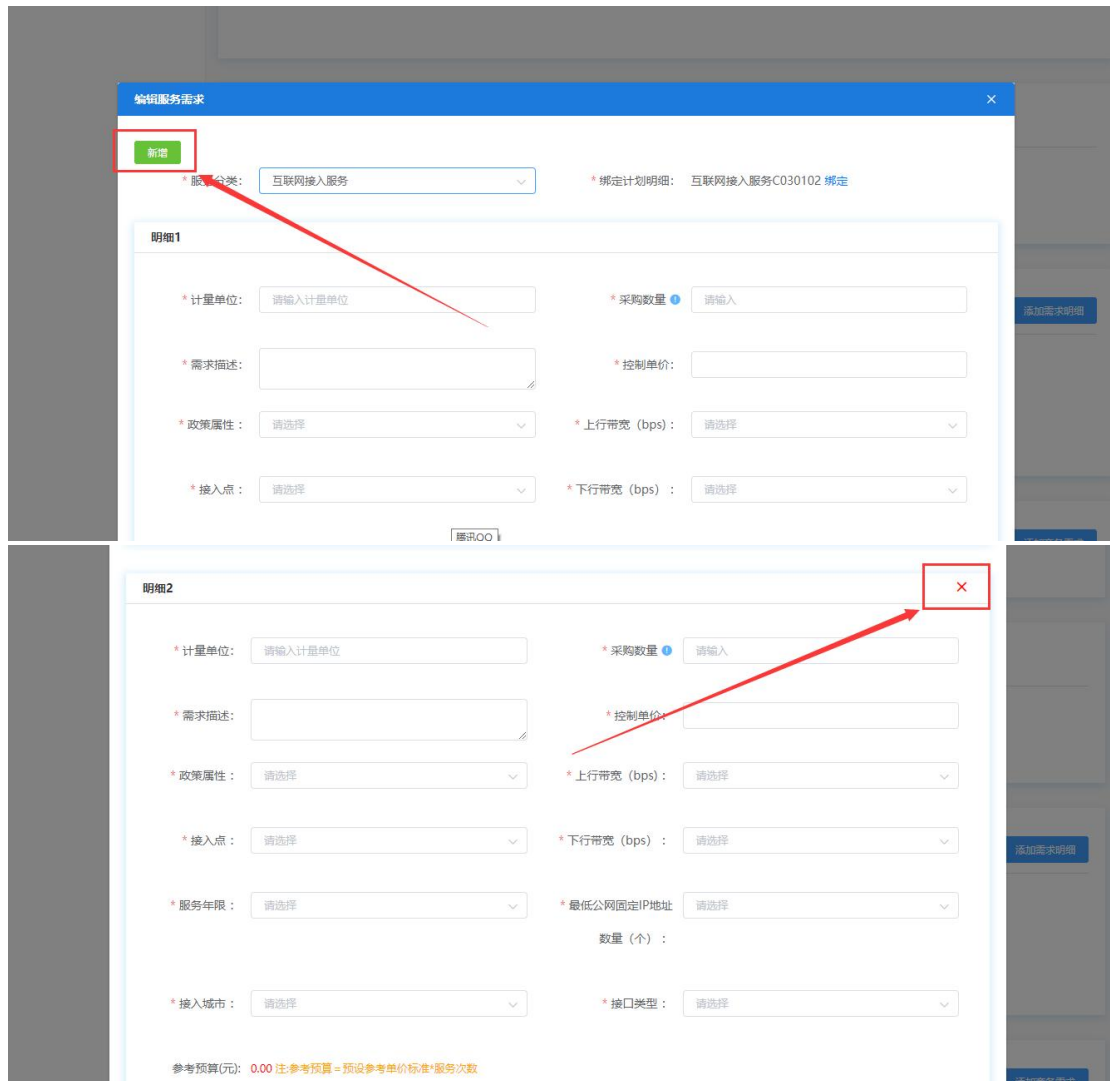 编辑服务需求
新增
* 服务分类： 互联网接入服务 * 绑定计划明细： 互联网接入服务C030102 绑定
明细1
* 计量单位： 请输入计量单位 * 采购数量 请输入
添加需求明细
* 需求描述： * 控制单价：
* 政策属性： 请选择 * 上行带宽（bps）： 请选择
* 接入点： 请选择 * 下行带宽（bps）： 请选择
腾讯QQ
明细2
* 计量单位： 请输入计量单位 * 采购数量 请输入
* 需求描述： * 控制单价：
* 政策属性： 请选择 * 上行带宽（bps）： 请选择
* 接入点： 请选择 * 下行带宽（bps）： 请选择
添加需求明细
* 服务年限： 请选择 * 最低公网固定IP地址 请选择
数量（个）：
* 接入城市： 请选择 * 接口类型： 请选择
参考预算(元): 0.00 注:参考预算=预设参考单价标准*服务次数